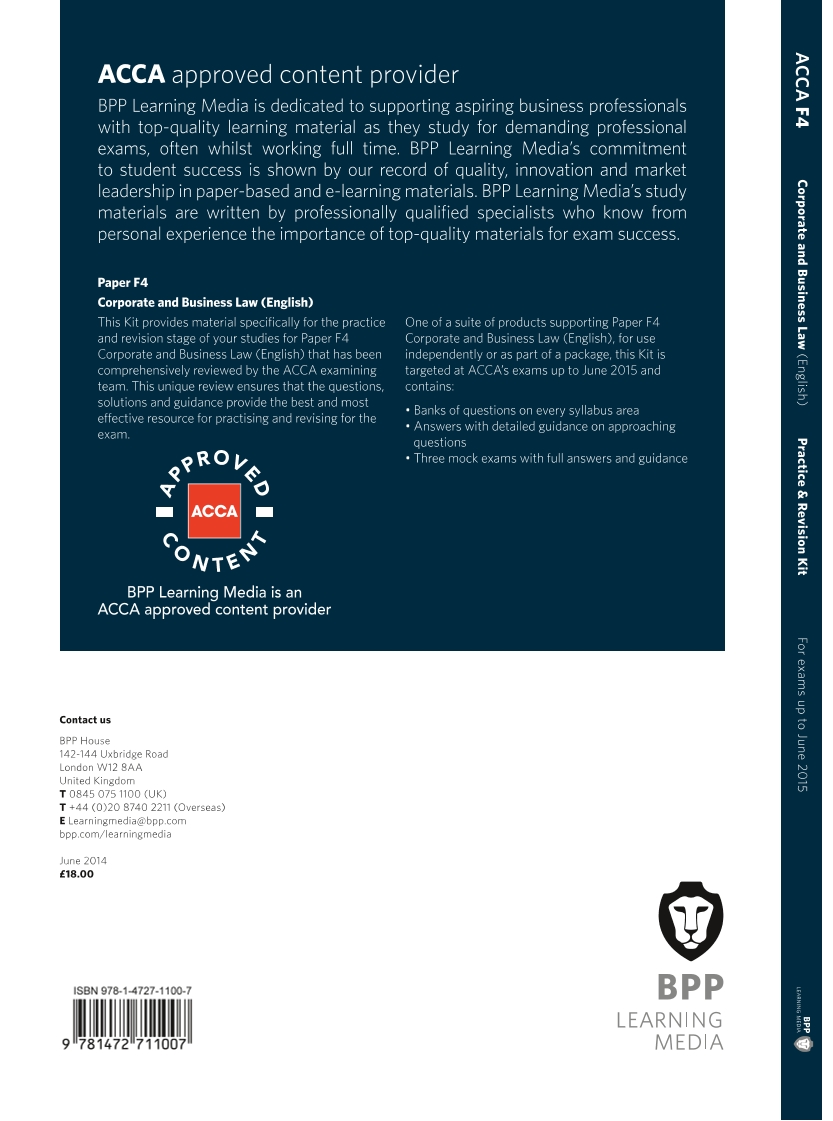 ACCA approved content provider
BPP Learning Media is dedicated to supporting aspiring business professionals
with top-quality learning material as they study for demanding professional
exams, often whilst working full time. BPP Learning Media's commitment
to student success is shown by our record of quality, innovation and market
leadership in paper-based and e-learning materials. BPP Learning Media's study
materials are written by professionally qualified specialists who know from
personal experience the importance of top-quality materials for exam success.
Paper F4
Corporate and Business Law (English)
This Kit provides material specifically for the practice
and revision stage of your studies for Paper F4
Corporate and Business Law (English) that has been
comprehensively reviewed by the ACCA examining
team. This unique review ensures that the questions,
solutions and guidance provide the best and most
effective resource for practising and revising for the
exam.
One of a suite of products supporting Paper F4
Corporate and Business Law (English), for use
independently or as part of a package, this Kit is
targeted at ACCA's exams up to June 2015 and
contains:
• Banks of questions on every syllabus area
• Answers with detailed guidance on approaching
questions
• Three mock exams with full answers and guidance
APPROVED
ACCA
CONTENT
BPP Learning Media is an
ACCA approved content provider
Contact us
BPP House
142-144 Uxbridge Road
London W12 8AA
United Kingdom
T 0845 075 1100 (UK)
T +44 (0)20 8740 2211 (Overseas)
E Learningmedia@bpp.com
bpp.com/learningmedia
June 2014
£18.00
ISBN 978-1-4727-1100-7
9 781472 711007
BPP
LEARNING
MEDIA
ACCA F4
Corporate and Business Law (English)
Practice & Revision Kit
For exams up to June 2015
BPP
LEARNING MEDIA